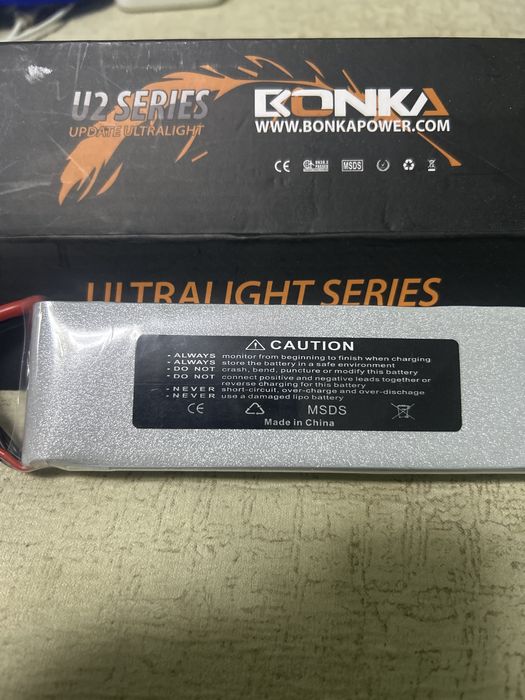 U2 SERIES
UPDATE ULTRALIGHT
BONKA
WWW.BONKAPOWER.COM
CE
MSDS
ULTRALIGHT SERIES
CAUTION
- ALWAYS monitor from beginning to finish when charging
- ALWAYS store the battery in a safe environment
- DO NOT crash, bend, puncture or modify this battery
- DO NOT connect positive and negative leads together or
reverse charging for this battery
- NEVER short-circuit, over-charge and over-discharge
- NEVER use a damaged lipo battery
CE
MSDS
Made in China